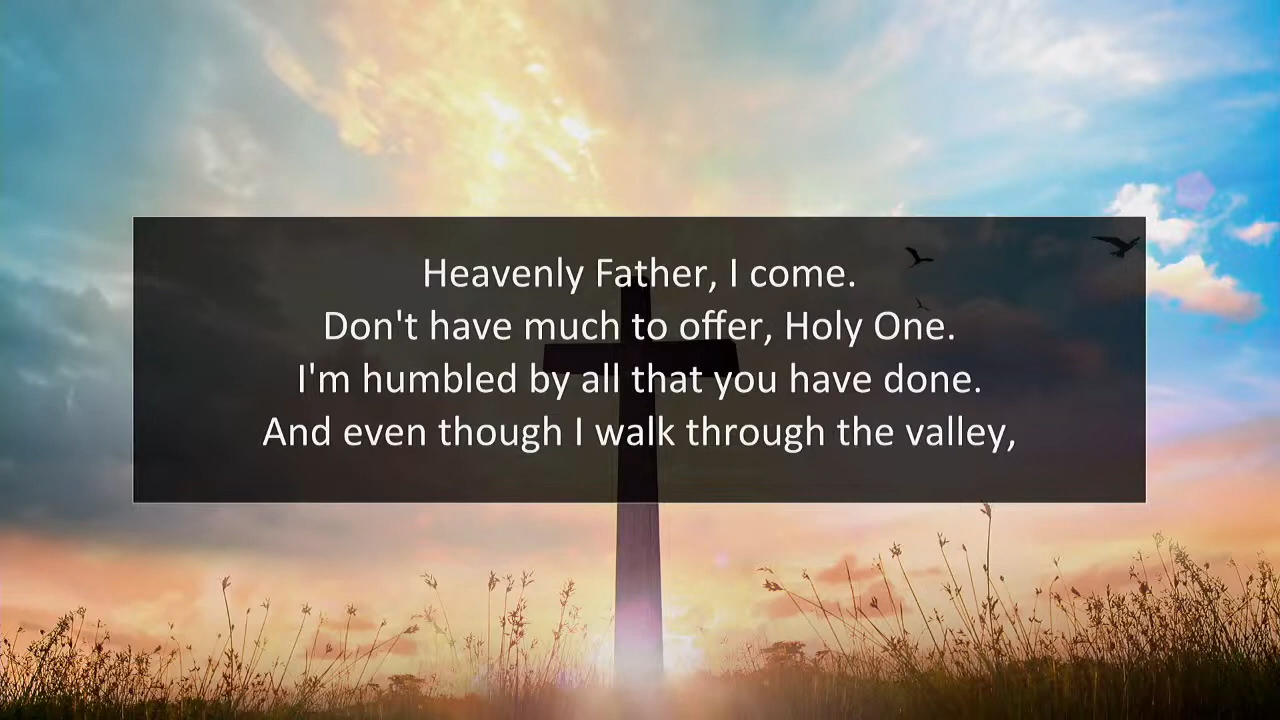 Heavenly Father, I come.
Don't have much to offer, Holy One.
I'm humbled by all that you have done.
And even though I walk through the valley,